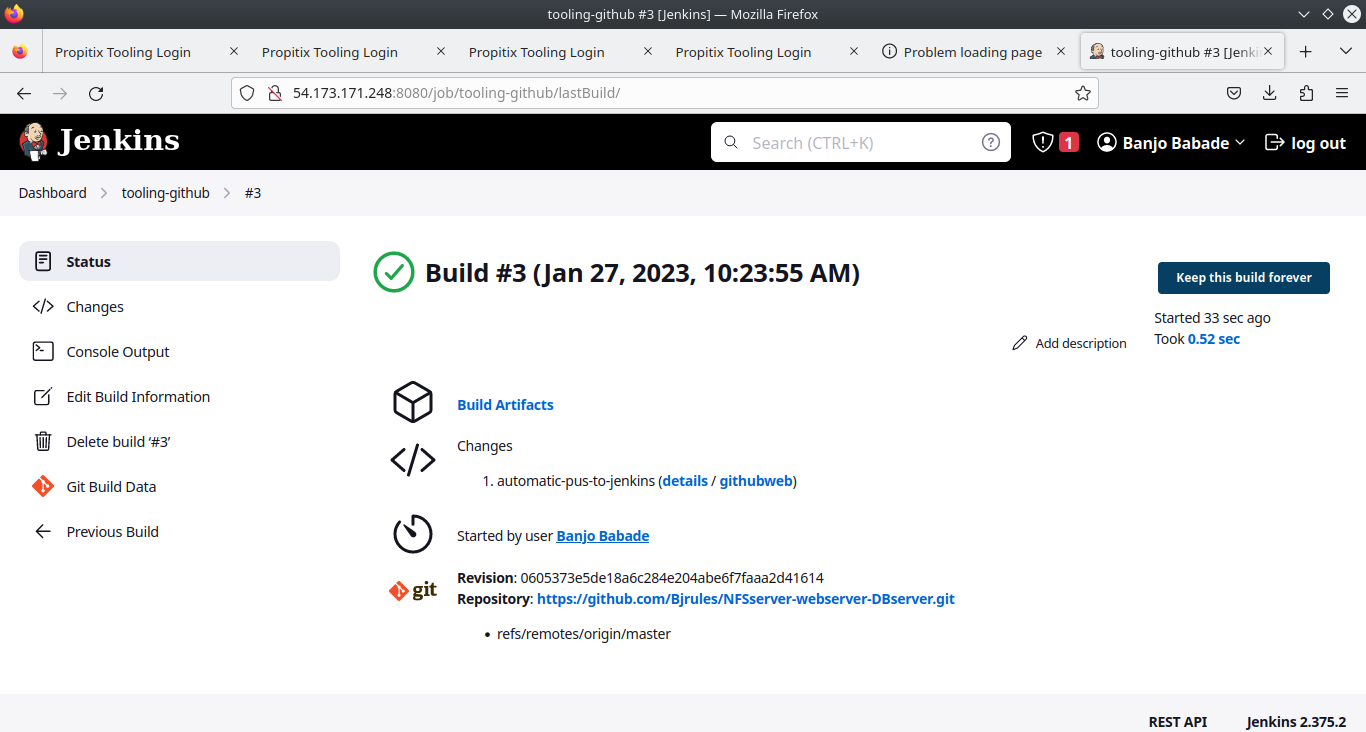 tooling-github #3 [Jenkins] — Mozilla Firefox
Propitix Tooling Login
Propitix Tooling Login
Propitix Tooling Login
Propitix Tooling Login
Problem loading page
tooling-github #3 [Jenki
54.173.171.248:8080/job/tooling-github/lastBuild/
Jenkins
Search (CTRL+K)
1
Banjo Babade
log out
Dashboard
tooling-github
#3
Status
Changes
Console Output
Edit Build Information
Delete build ‘#3’
Git Build Data
Previous Build
Build #3 (Jan 27, 2023, 10:23:55 AM)
Keep this build forever
Started 33 sec ago
Took 0.52 sec
Add description
Build Artifacts
Changes
1. automatic-pus-to-jenkins (details / githubweb)
Started by user Banjo Babade
git
Revision: 0605373e5de18a6c284e204abe6f7faaa2d41614
Repository: https://github.com/Bjrules/NFSserver-webserver-DBserver.git
• refs/remotes/origin/master
REST API
Jenkins 2.375.2